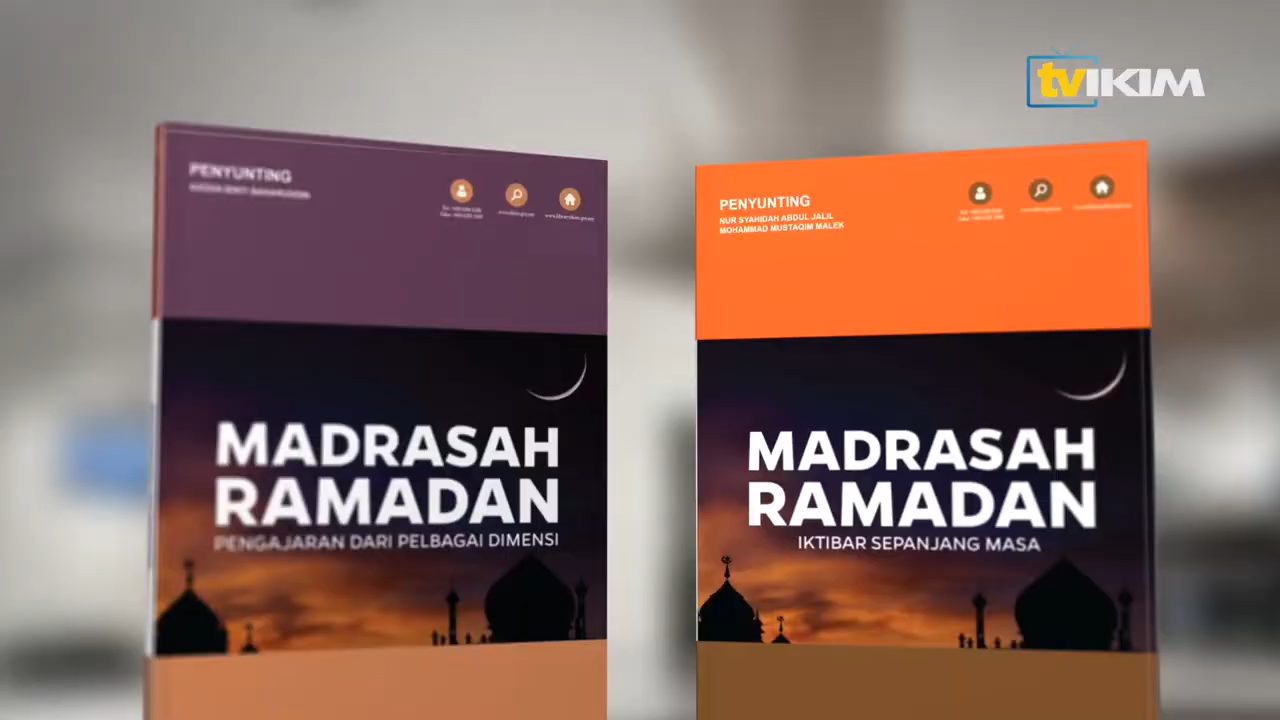 tvIKIM
PENYUNTING
PENYUNTING
NUR SYAHIDAH ABDUL JALIL
MOHAMMAD MUSTAQIM MALEK
MADRASAH
RAMADAN
PENGAJARAN DARI PELBAGAI DIMENSI
MADRASAH
RAMADAN
IKTIBAR SEPANJANG MASA